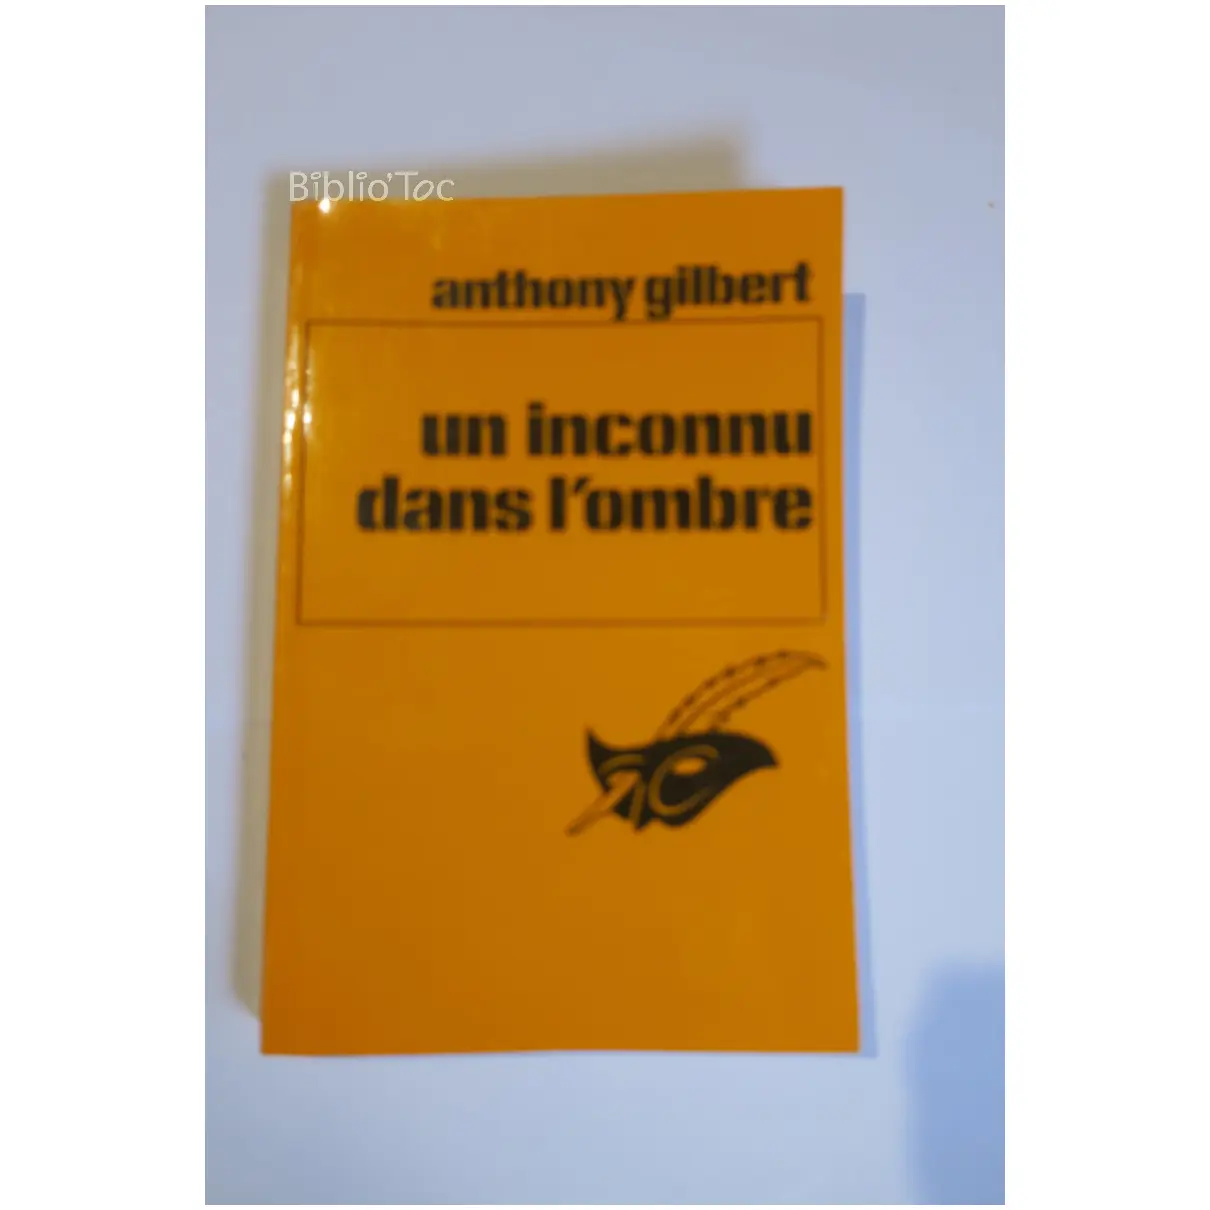 Biblio'Toc
anthony gilbert
un inconnu
dans l'ombre